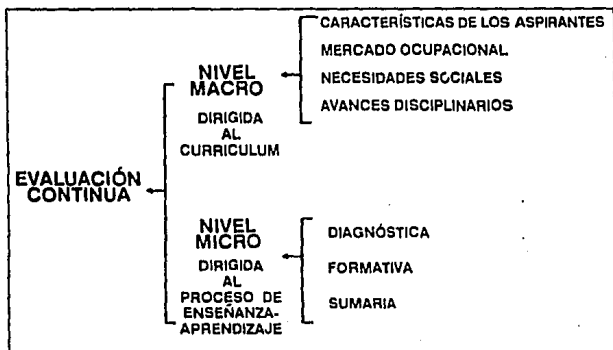 EVALUACIÓN
CONTINUA
NIVEL
MACRO
DIRIGIDA
AL
CURRICULUM
CARACTERÍSTICAS DE LOS ASPIRANTES
MERCADO OCUPACIONAL
NECESIDADES SOCIALES
AVANCES DISCIPLINARIOS
NIVEL
MICRO
DIRIGIDA
AL
PROCESO DE
ENSEÑANZA-
APRENDIZAJE
DIAGNÓSTICA
FORMATIVA
SUMARIA